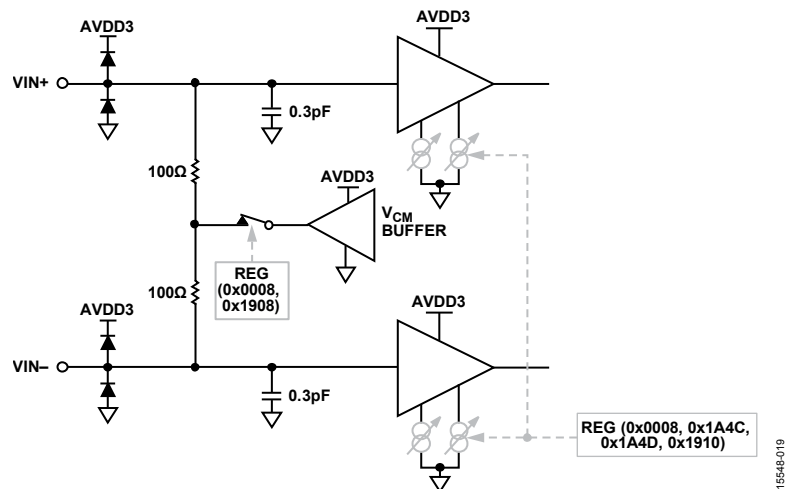 AVDD3
AVDD3
VIN+
0.3pF
100Ω
AVDD3
VCM
BUFFER
REG
(0x0008,
0x1908)
100Ω
AVDD3
AVDD3
VIN–
0.3pF
REG (0x0008, 0x1A4C,
0x1A4D, 0x1910)
15548-019